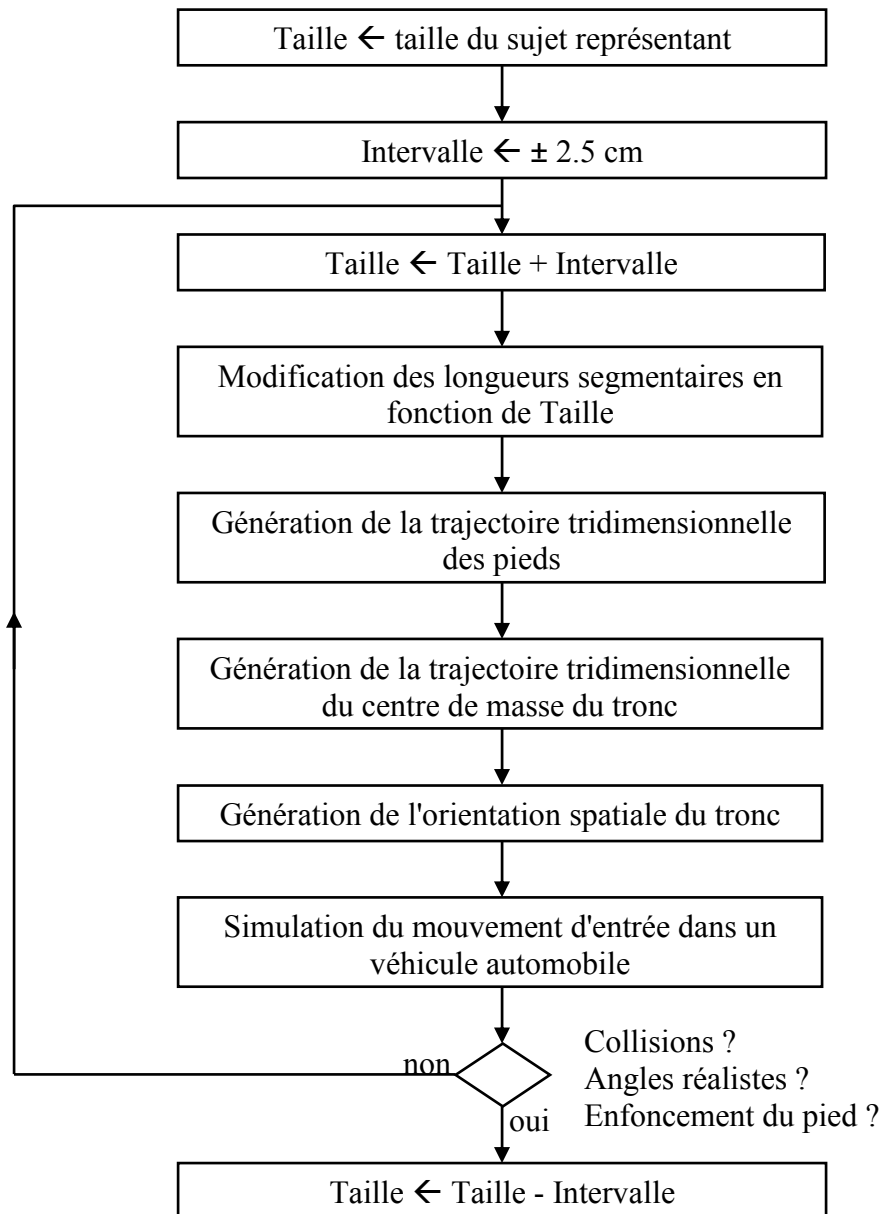 Taille ← taille du sujet représentant
Intervalle ← ± 2.5 cm
Taille ← Taille + Intervalle
Modification des longueurs segmentaires en
fonction de Taille
Génération de la trajectoire tridimensionnelle
des pieds
Génération de la trajectoire tridimensionnelle
du centre de masse du tronc
Génération de l'orientation spatiale du tronc
Simulation du mouvement d'entrée dans un
véhicule automobile
non
Collisions ?
Angles réalistes ?
Enfoncement du pied ?
oui
Taille ← Taille - Intervalle